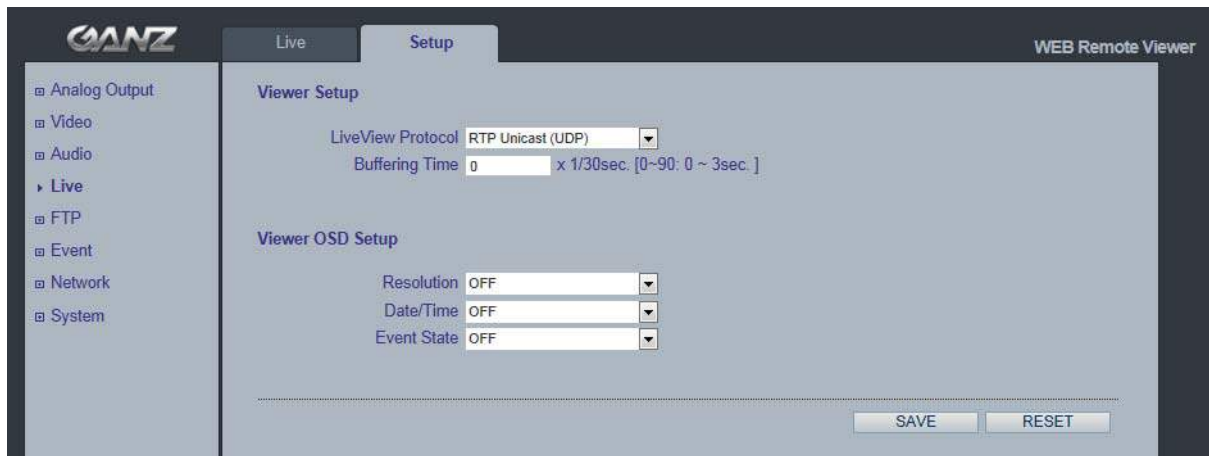 GANZ
Live
Setup
WEB Remote Viewer
Analog Output
Video
Audio
Live
FTP
Event
Network
System
Viewer Setup
LiveView Protocol RTP Unicast (UDP)
Buffering Time 0 x 1/30sec. [0~90: 0 ~ 3sec. ]
Viewer OSD Setup
Resolution OFF
Date/Time OFF
Event State OFF
SAVE RESET